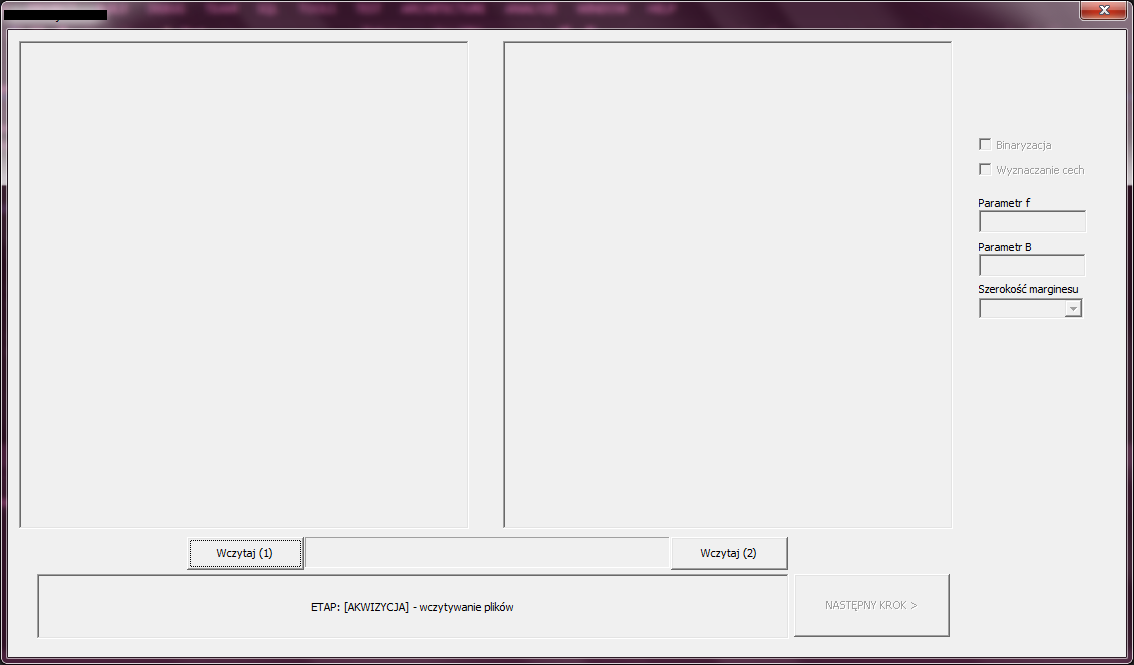 Binaryzacja
Wyznaczanie cech
Parametr f
Parametr B
Szerokość marginesu
Wczytaj (1)
Wczytaj (2)
ETAP: [AKWIZYCJA] - wczytywanie plików
NASTĘPNY KROK >